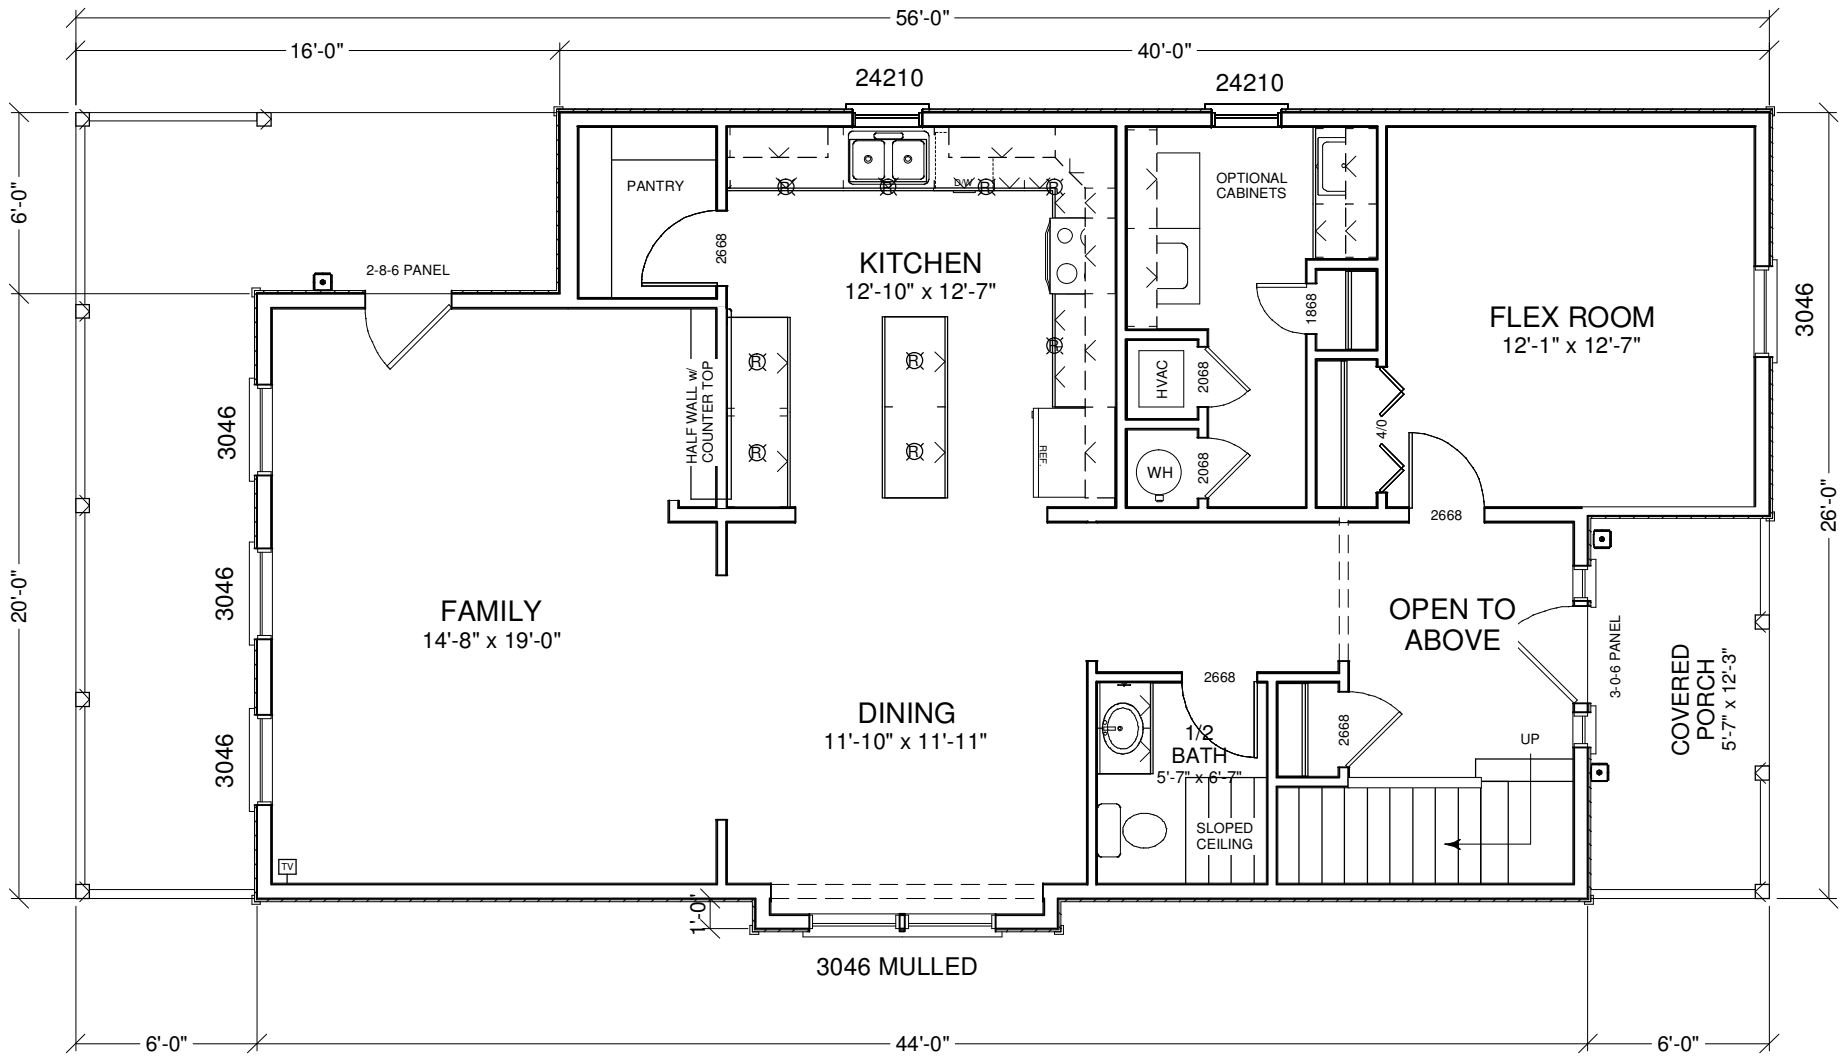 56'-0"
16'-0"
40'-0"
24210
24210
6'-0"
20'-0"
26'-0"
PANTRY
2668
D/W
KITCHEN
12'-10" x 12'-7"
OPTIONAL
CABINETS
1868
2-8-6 PANEL
FLEX ROOM
12'-1" x 12'-7"
3046
HALF WALL w/
COUNTER TOP
R
R
R
R
R
R
R
R
REF.
HVAC
2068
WH
2068
4/0
2668
3046
3046
3046
FAMILY
14'-8" x 19'-0"
OPEN TO
ABOVE
3-0-6 PANEL
COVERED
PORCH
5'-7" x 12'-3"
DINING
11'-10" x 11'-11"
2668
1/2
BATH
5'-7" x 6'-7"
2668
UP
SLOPED
CEILING
TV
1'-0"
3046 MULLED
6'-0"
44'-0"
6'-0"